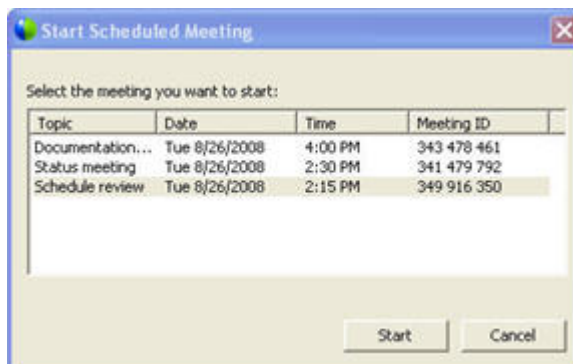 Start Scheduled Meeting
Select the meeting you want to start:
Topic Date Time Meeting ID
Documentation... Tue 8/26/2008 4:00 PM 343 478 461
Status meeting Tue 8/26/2008 2:30 PM 341 479 792
Schedule review Tue 8/26/2008 2:15 PM 349 916 350
Start Cancel